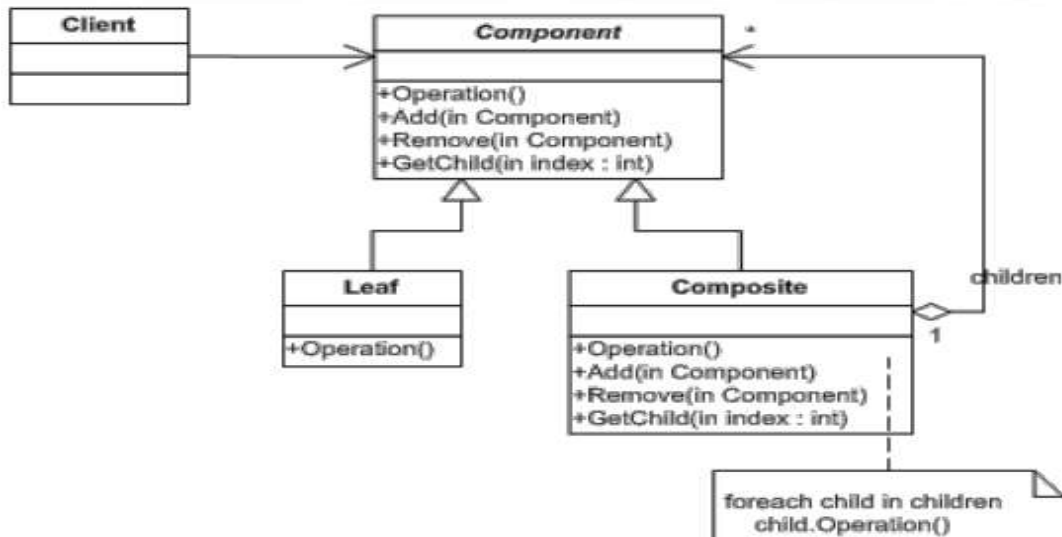 Client
Component
*
+Operation()
+Add(in Component)
+Remove(in Component)
+GetChild(in index : int)
children
Leaf
+Operation()
Composite
1
+Operation()
+Add(in Component)
+Remove(in Component)
+GetChild(in index : int)
foreach child in children
child.Operation()